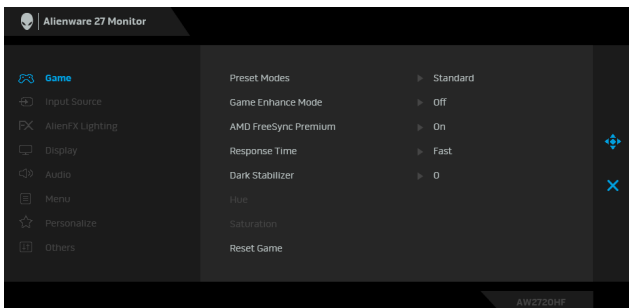 Alienware 27 Monitor
Game
Input Source
FX AlienFX Lighting
Display
Audio
Menu
Personalize
Others
Preset Modes Standard
Game Enhance Mode Off
AMD FreeSync Premium On
Response Time Fast
Dark Stabilizer 0
Hue
Saturation
Reset Game
AW2720HF